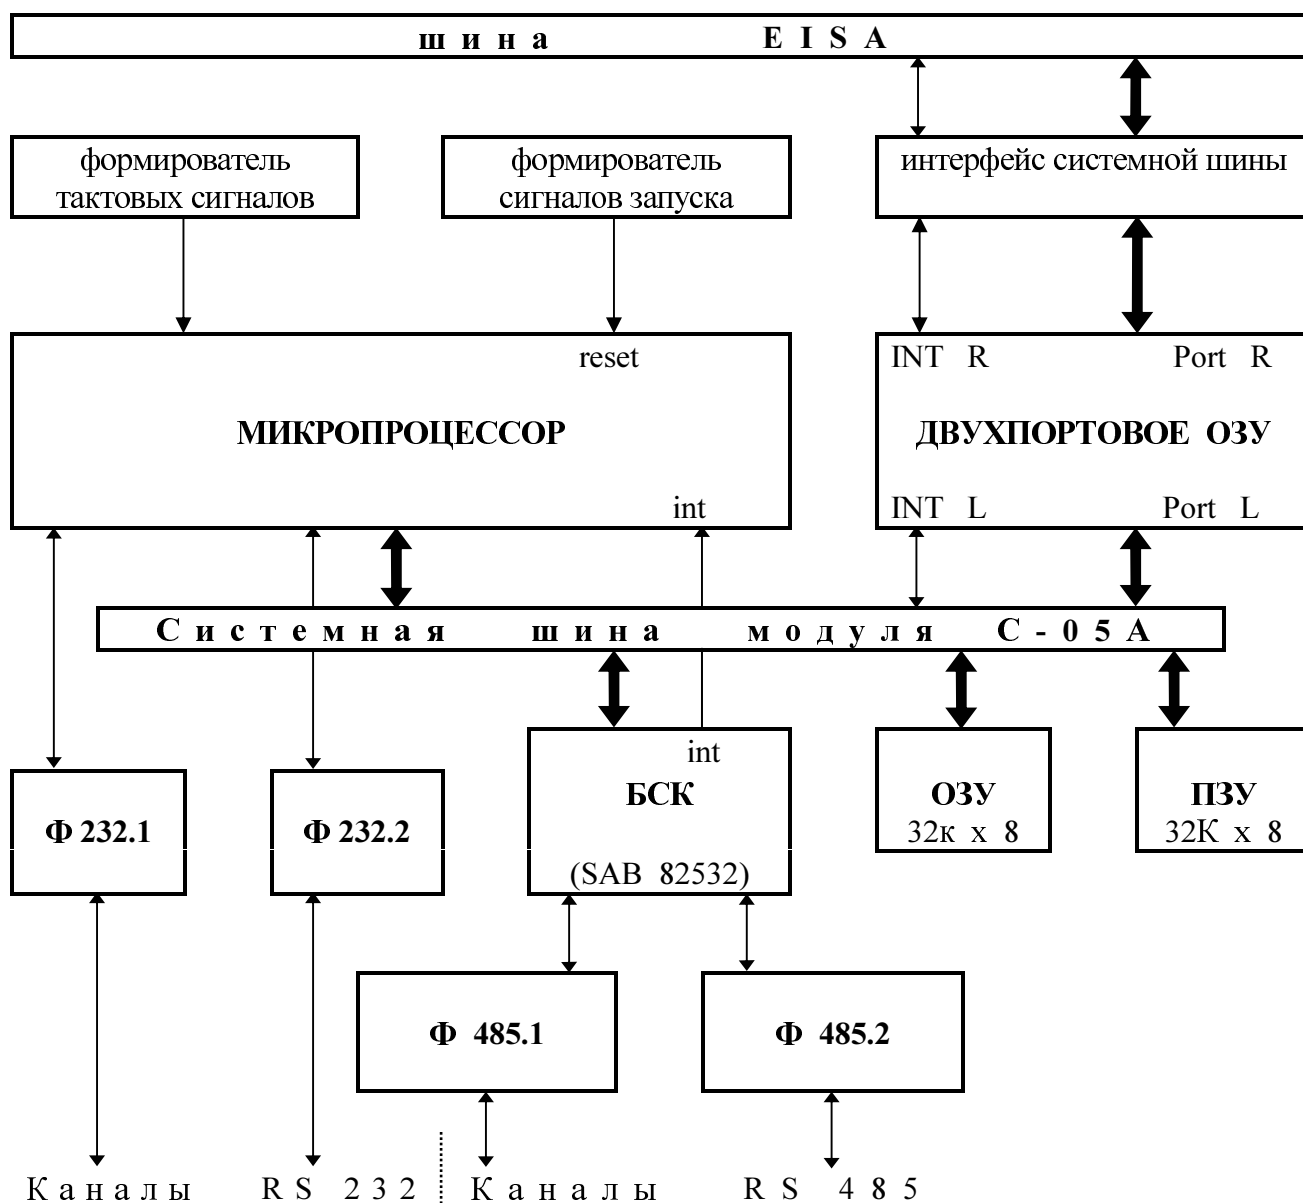 шина EISA
формирователь
тактовых сигналов
формирователь
сигналов запуска
интерфейс системной шины
reset
INT R
Port R
МИКРОПРОЦЕССОР
ДВУХПОРТОВОЕ ОЗУ
int
INT L
Port L
Системная шина модуля С-05А
int
БСК
(SAB 82532)
ОЗУ
32к х 8
ПЗУ
32К х 8
Ф 232.1
Ф 232.2
Ф 485.1
Ф 485.2
Каналы RS 232
Каналы RS 485